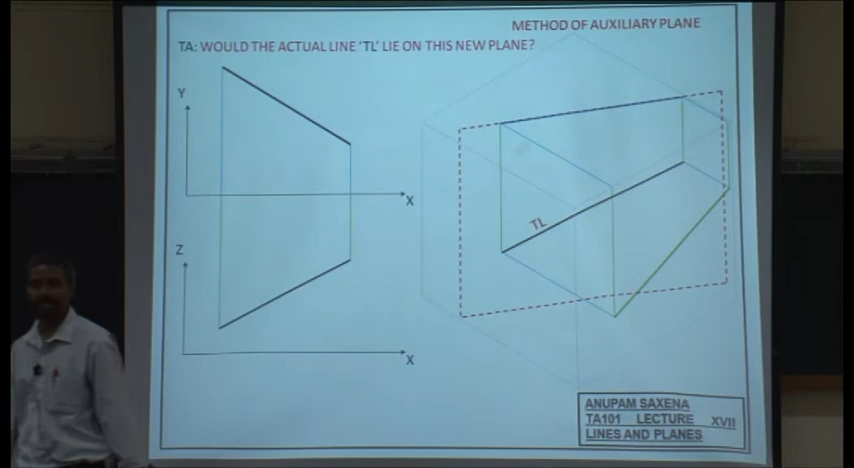 METHOD OF AUXILIARY PLANE
TA: WOULD THE ACTUAL LINE 'TL' LIE ON THIS NEW PLANE?
Y
X
Z
X
TL
ANUPAM SAXENA
TA101 LECTURE XVII
LINES AND PLANES